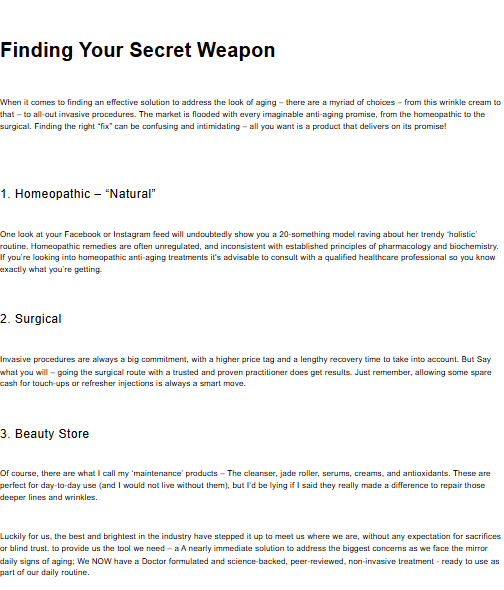 Finding Your Secret Weapon
When it comes to finding an effective solution to address the look of aging – there are a myriad of choices – from this wrinkle cream to
that – to all-out invasive procedures. The market is flooded with every imaginable anti-aging promise, from the homeopathic to the
surgical. Finding the right “fix” can be confusing and intimidating – all you want is a product that delivers on its promise!
1. Homeopathic – “Natural”
One look at your Facebook or Instagram feed will undoubtedly show you a 20-something model raving about her trendy ‘holistic’
routine. Homeopathic remedies are often unregulated, and inconsistent with established principles of pharmacology and biochemistry.
If you’re looking into homeopathic anti-aging treatments it's advisable to consult with a qualified healthcare professional so you know
exactly what you’re getting.
2. Surgical
Invasive procedures are always a big commitment, with a higher price tag and a lengthy recovery time to take into account. But Say
what you will – going the surgical route with a trusted and proven practitioner does get results. Just remember, allowing some spare
cash for touch-ups or refresher injections is always a smart move.
3. Beauty Store
Of course, there are what I call my ‘maintenance’ products – The cleanser, jade roller, serums, creams, and antioxidants. These are
perfect for day-to-day use (and I would not live without them), but I’d be lying if I said they really made a difference to repair those
deeper lines and wrinkles.
Luckily for us, the best and brightest in the industry have stepped it up to meet us where we are, without any expectation for sacrifices
or blind trust. to provide us the tool we need – a A nearly immediate solution to address the biggest concerns as we face the mirror
daily signs of aging; We NOW have a Doctor formulated and science-backed, peer-reviewed, non-invasive treatment - ready to use as
part of our daily routine.